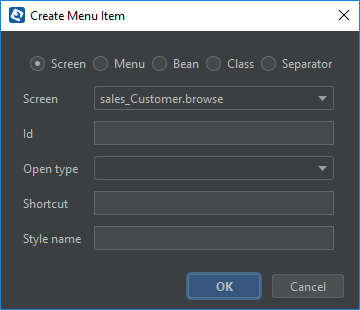 Create Menu Item
Screen Menu Bean Class Separator
Screen sales_Customer.browse
Id
Open type
Shortcut
Style name
OK Cancel